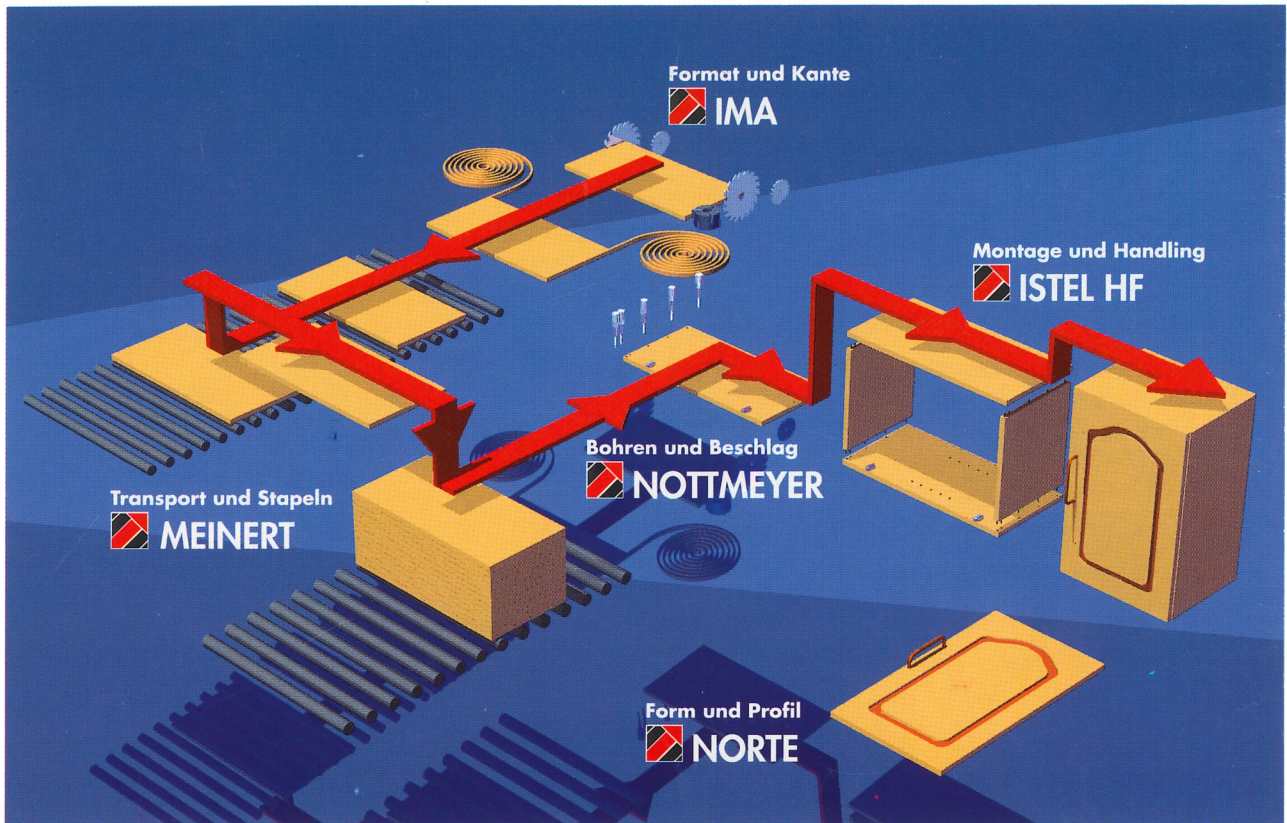 Format und Kante
IMA
Montage und Handling
ISTEL HF
Bohren und Beschlag
NOTTMEYER
Transport und Stapeln
MEINERT
Form und Profil
NORTE